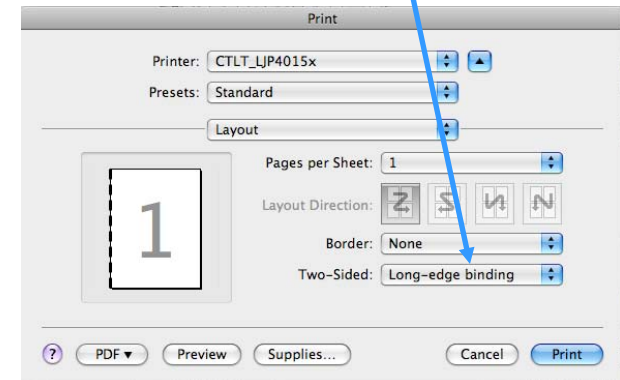 Print
Printer: CTLT_LJP4015x
Presets: Standard
Layout
Pages per Sheet: 1
Layout Direction:
Border: None
Two-Sided: Long-edge binding
1
? PDF Preview Supplies... Cancel Print